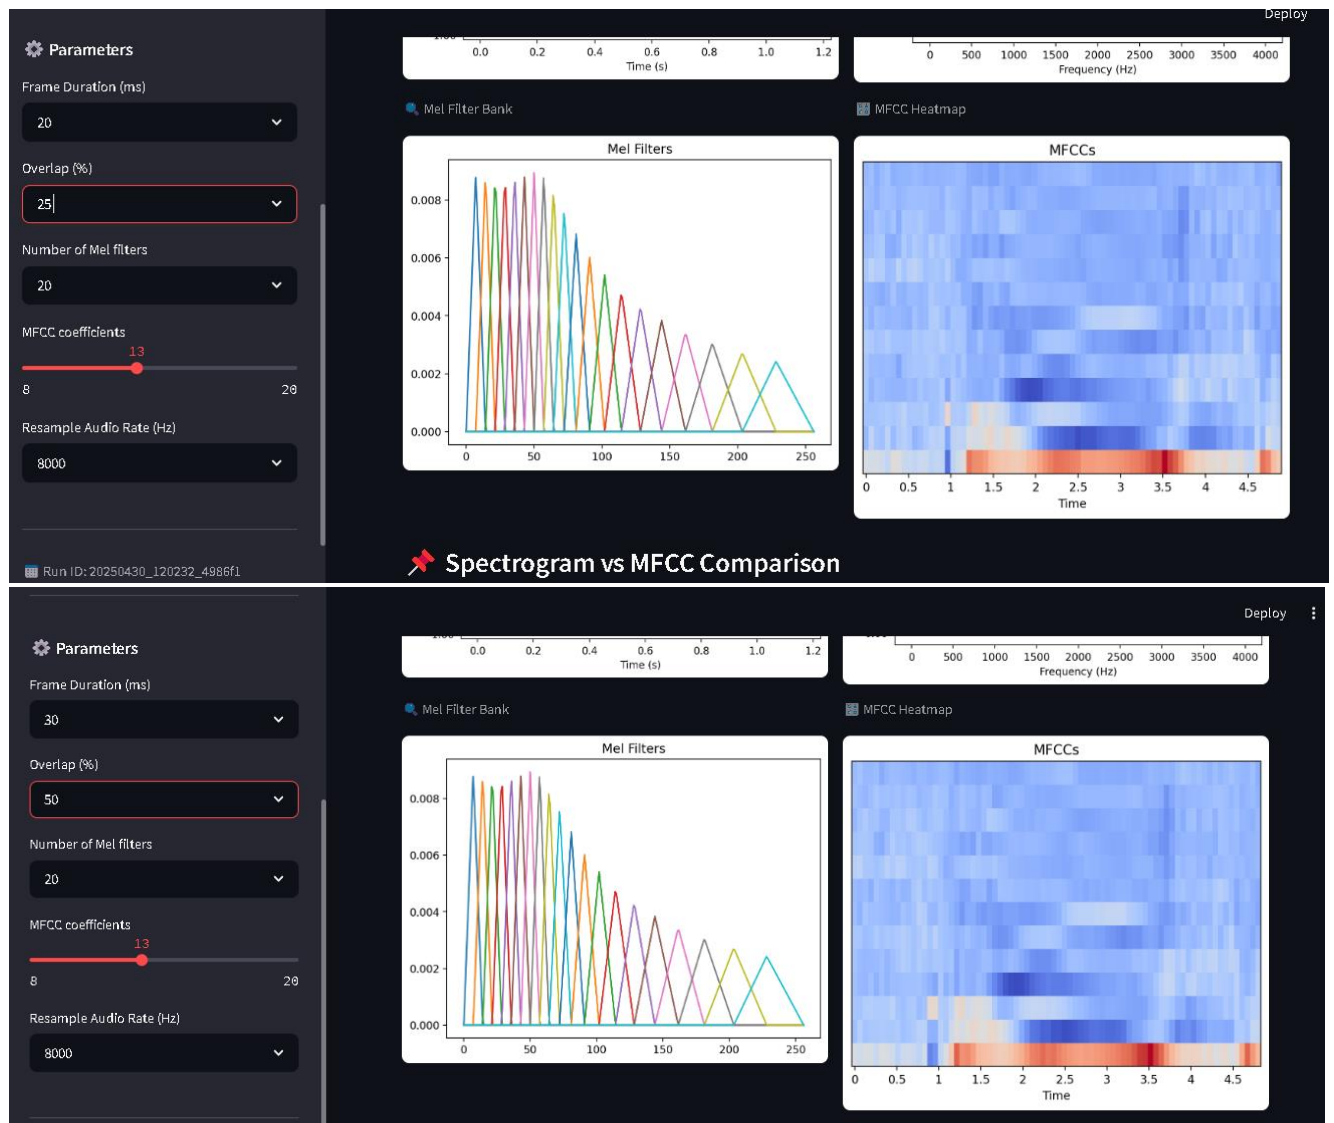 Deploy
Parameters
Frame Duration (ms)
20
Overlap (%)
25
Number of Mel filters
20
MFCC coefficients
13
8 20
Resample Audio Rate (Hz)
8000
Run ID: 20250430_120232_4986f1
0.0 0.2 0.4 0.6 0.8 1.0 1.2
Time (s)
0 500 1000 1500 2000 2500 3000 3500 4000
Frequency (Hz)
Mel Filter Bank
Mel Filters
0.008
0.006
0.004
0.002
0.000
0 50 100 150 200 250
MFCC Heatmap
MFCCs
0 0.5 1 1.5 2 2.5 3 3.5 4 4.5
Time
Spectrogram vs MFCC Comparison
Deploy
Parameters
Frame Duration (ms)
30
Overlap (%)
50
Number of Mel filters
20
MFCC coefficients
13
8 20
Resample Audio Rate (Hz)
8000
0.0 0.2 0.4 0.6 0.8 1.0 1.2
Time (s)
0 500 1000 1500 2000 2500 3000 3500 4000
Frequency (Hz)
Mel Filter Bank
Mel Filters
0.008
0.006
0.004
0.002
0.000
0 50 100 150 200 250
MFCC Heatmap
MFCCs
0 0.5 1 1.5 2 2.5 3 3.5 4 4.5
Time